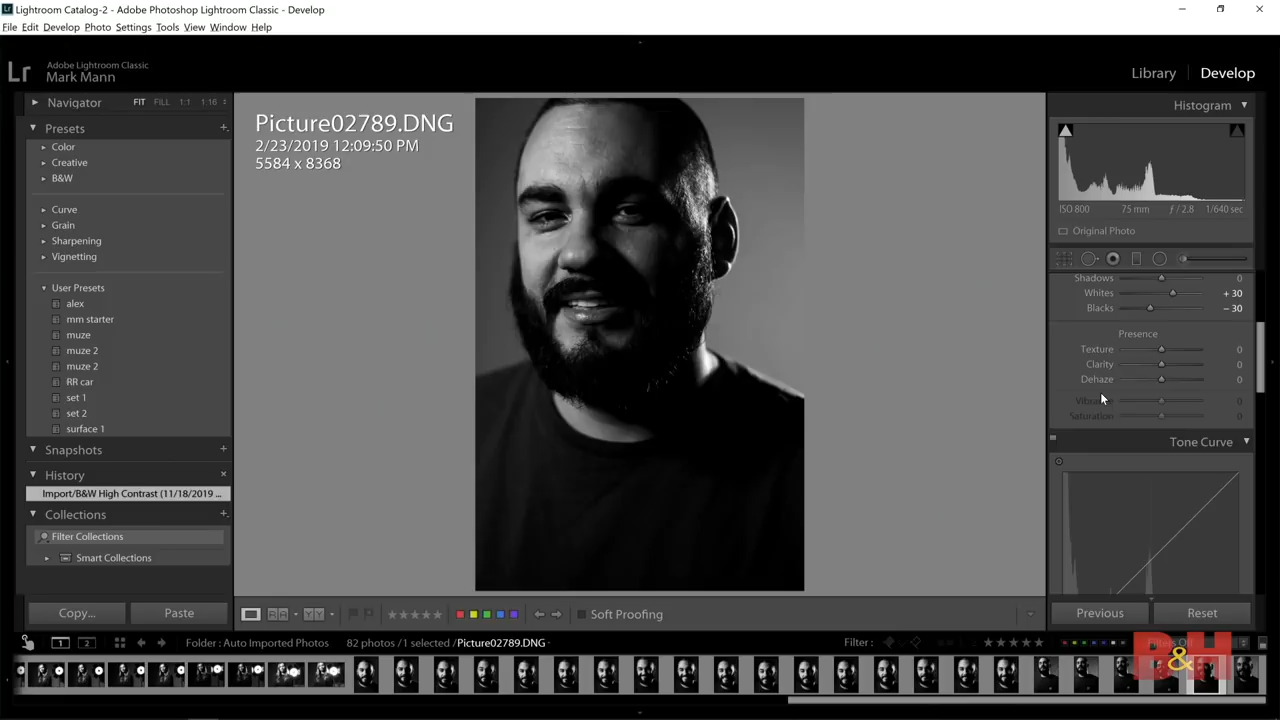 Lightroom Catalog-2 - Adobe Photoshop Lightroom Classic - Develop
File Edit Develop Photo Settings Tools View Window Help
Lr
Adobe Lightroom Classic
Mark Mann
Library
Develop
Navigator FIT FILL 1:1 1:16
Presets
Color
Creative
B&W
Curve
Grain
Sharpening
Vignetting
User Presets
alex
mm starter
muze
muze 2
muze 2
RR car
set 1
set 2
surface 1
Snapshots
History
Import/B&W High Contrast (11/18/2019 ...
Collections
Filter Collections
Smart Collections
Copy... Paste
Picture02789.DNG
2/23/2019 12:09:50 PM
5584 x 8368
Soft Proofing
Histogram
ISO 800 75 mm ƒ / 2.8 1/640 sec
Original Photo
Shadows 0
Whites + 30
Blacks – 30
Presence
Texture 0
Clarity 0
Dehaze 0
0
Saturation 0
Tone Curve
Previous Reset
1 2 Folder : Auto Imported Photos 82 photos /1 selected /Picture02789.DNG
Filter :
B&H